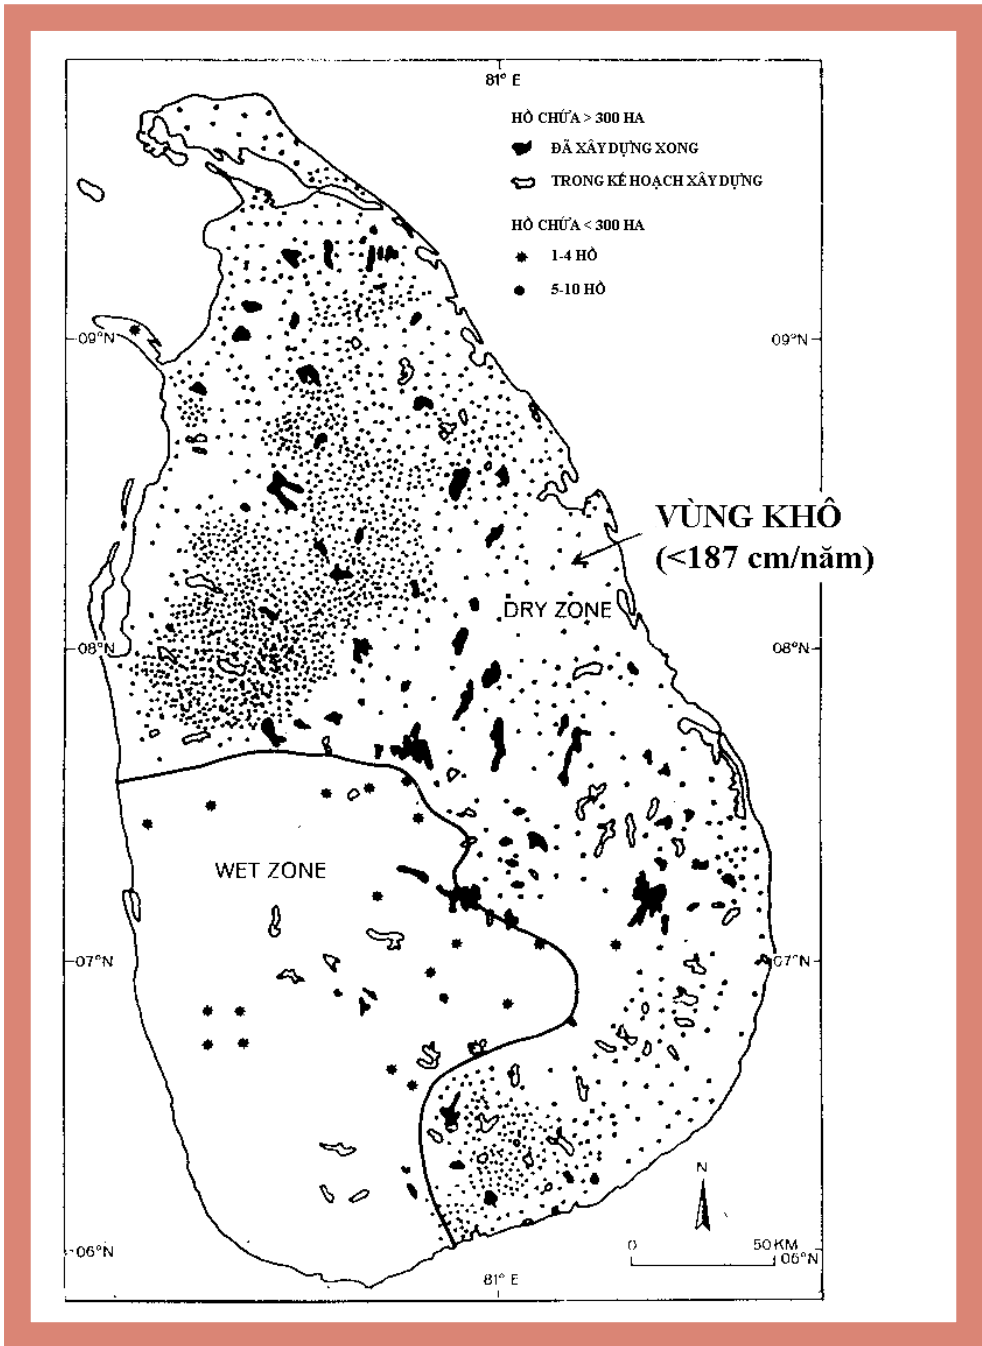 81° E
HỒ CHỨA > 300 HA
ĐÃ XÂY DỰNG XONG
TRONG KẾ HOẠCH XÂY DỰNG
HỒ CHỨA < 300 HA
1-4 HỒ
5-10 HỒ
09°N
09°N
VÙNG KHÔ
(<187 cm/năm)
DRY ZONE
08°N
08°N
WET ZONE
07°N
07°N
N
0
50 KM
06°N
06°N
81° E